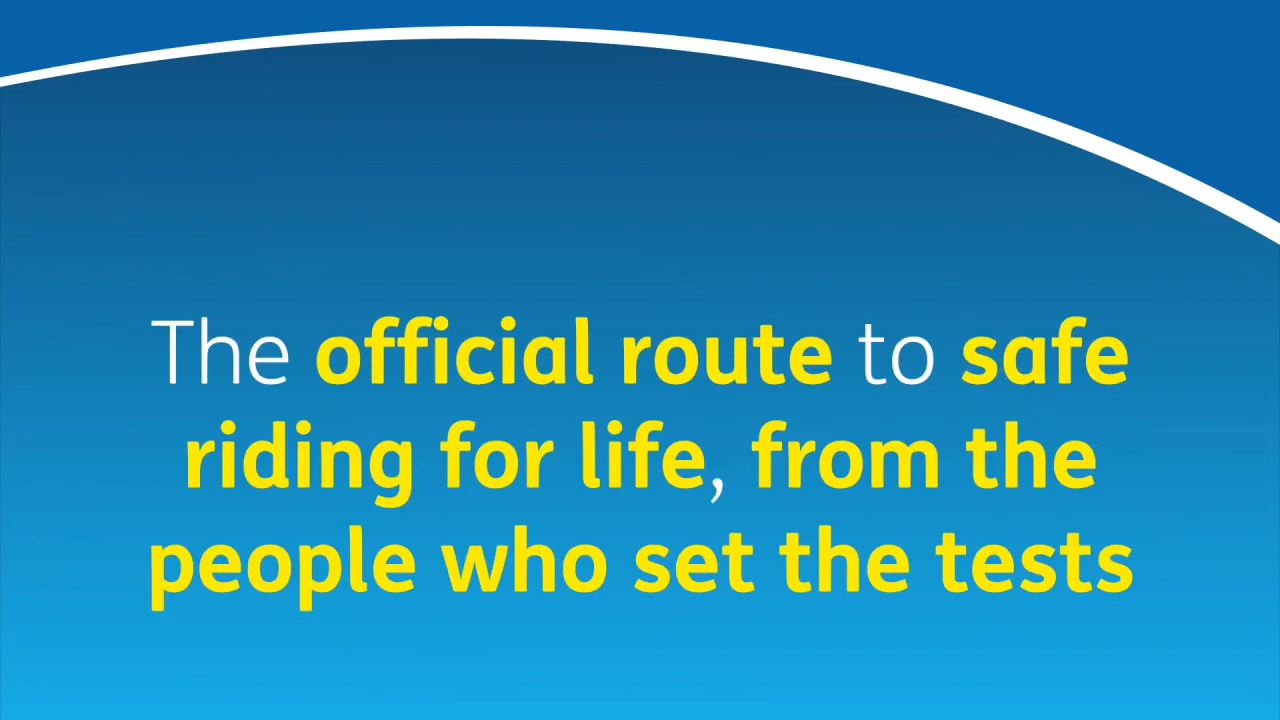 The official route to safe
riding for life, from the
people who set the tests